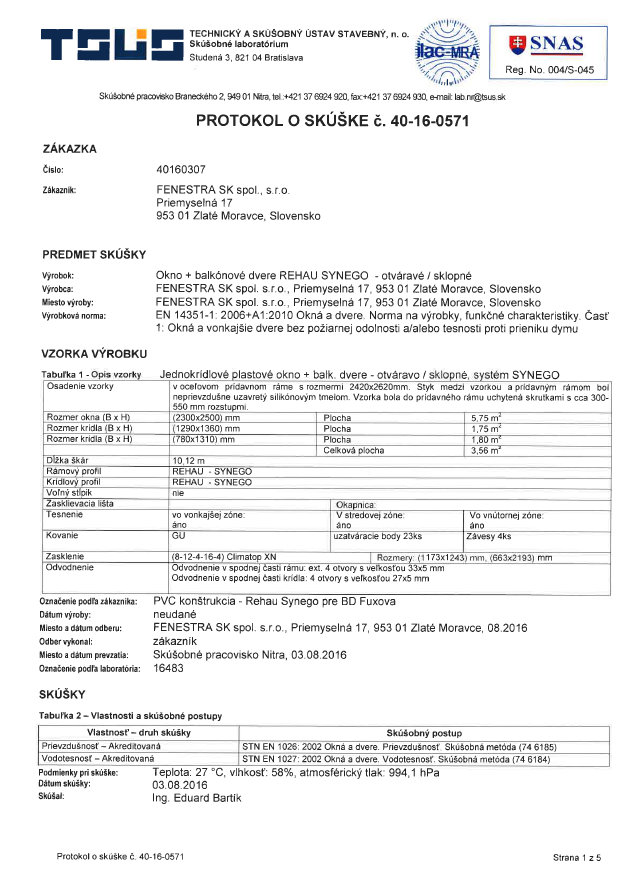 TSUS
TECHNICKÝ A SKÚŠOBNÝ ÚSTAV STAVEBNÝ, n. o.
Skúšobné laboratórium
Studená 3, 821 04 Bratislava
ilac-MRA
SNAS
Reg. No. 004/S-045
Skúšobné pracovisko Braneckého 2, 949 01 Nitra, tel.:+421 37 6924 920, fax:+421 37 6924 930, e-mail: lab.nr@tsus.sk
PROTOKOL O SKÚŠKE č. 40-16-0571
ZÁKAZKA
Číslo: 40160307
Zákazník: FENESTRA SK spol., s.r.o.
Priemyselná 17
953 01 Zlaté Moravce, Slovensko
PREDMET SKÚŠKY
Výrobok: Okno + balkónové dvere REHAU SYNEGO - otváravé / sklopné
Výrobca: FENESTRA SK spol. s.r.o., Priemyselná 17, 953 01 Zlaté Moravce, Slovensko
Miesto výroby: FENESTRA SK spol. s.r.o., Priemyselná 17, 953 01 Zlaté Moravce, Slovensko
Výrobková norma: EN 14351-1: 2006+A1:2010 Okná a dvere. Norma na výrobky, funkčné charakteristiky. Časť
1: Okná a vonkajšie dvere bez požiarnej odolnosti a/alebo tesnosti proti prieniku dymu
VZORKA VÝROBKU
Tabuľka 1 - Opis vzorky Jednokrídlové plastové okno + balk. dvere - otváravo / sklopné, systém SYNEGO
Osadenie vzorky v oceľovom prídavnom ráme s rozmermi 2420x2620mm. Styk medzi vzorkou a prídavným rámom bol
neprievzdušne uzavretý silikónovým tmelom. Vzorka bola do prídavného rámu uchytená skrutkami s cca 300-
550 mm rozstupmi.
Rozmer okna (B x H) (2300x2500) mm Plocha 5,75 m²
Rozmer krídla (B x H) (1290x1360) mm Plocha 1,75 m²
Rozmer krídla (B x H) (780x1310) mm Plocha 1,80 m²
Celková plocha 3,56 m²
Dĺžka škár 10,12 m
Rámový profil REHAU - SYNEGO
Krídlový profil REHAU - SYNEGO
Voľný stĺpik nie
Zasklievacia lišta Okapnica:
Tesnenie vo vonkajšej zóne: V stredovej zóne: Vo vnútornej zóne:
áno áno áno
Kovanie GU uzatváracie body 23ks Závesy 4ks
Zasklenie (8-12-4-16-4) Climatop XN Rozmery: (1173x1243) mm, (663x2193) mm
Odvodnenie Odvodnenie v spodnej časti rámu: ext. 4 otvory s veľkosťou 33x5 mm
Odvodnenie v spodnej časti krídla: 4 otvory s veľkosťou 27x5 mm
Označenie podľa zákazníka: PVC konštrukcia - Rehau Synego pre BD Fuxova
Dátum výroby: neudané
Miesto a dátum odberu: FENESTRA SK spol. s.r.o., Priemyselná 17, 953 01 Zlaté Moravce, 08.2016
Odber vykonal: zákazník
Miesto a dátum prevzatia: Skúšobné pracovisko Nitra, 03.08.2016
Označenie podľa laboratória: 16483
SKÚŠKY
Tabuľka 2 – Vlastnosti a skúšobné postupy
Vlastnosť – druh skúšky Skúšobný postup
Prievzdušnosť – Akreditovaná STN EN 1026: 2002 Okná a dvere. Prievzdušnosť. Skúšobná metóda (74 6185)
Vodotesnosť – Akreditovaná STN EN 1027: 2002 Okná a dvere. Vodotesnosť. Skúšobná metóda (74 6184)
Podmienky pri skúške: Teplota: 27 °C, vlhkosť: 58%, atmosférický tlak: 994,1 hPa
Dátum skúšky: 03.08.2016
Skúšal: Ing. Eduard Bartík
Protokol o skúške č. 40-16-0571 Strana 1 z 5